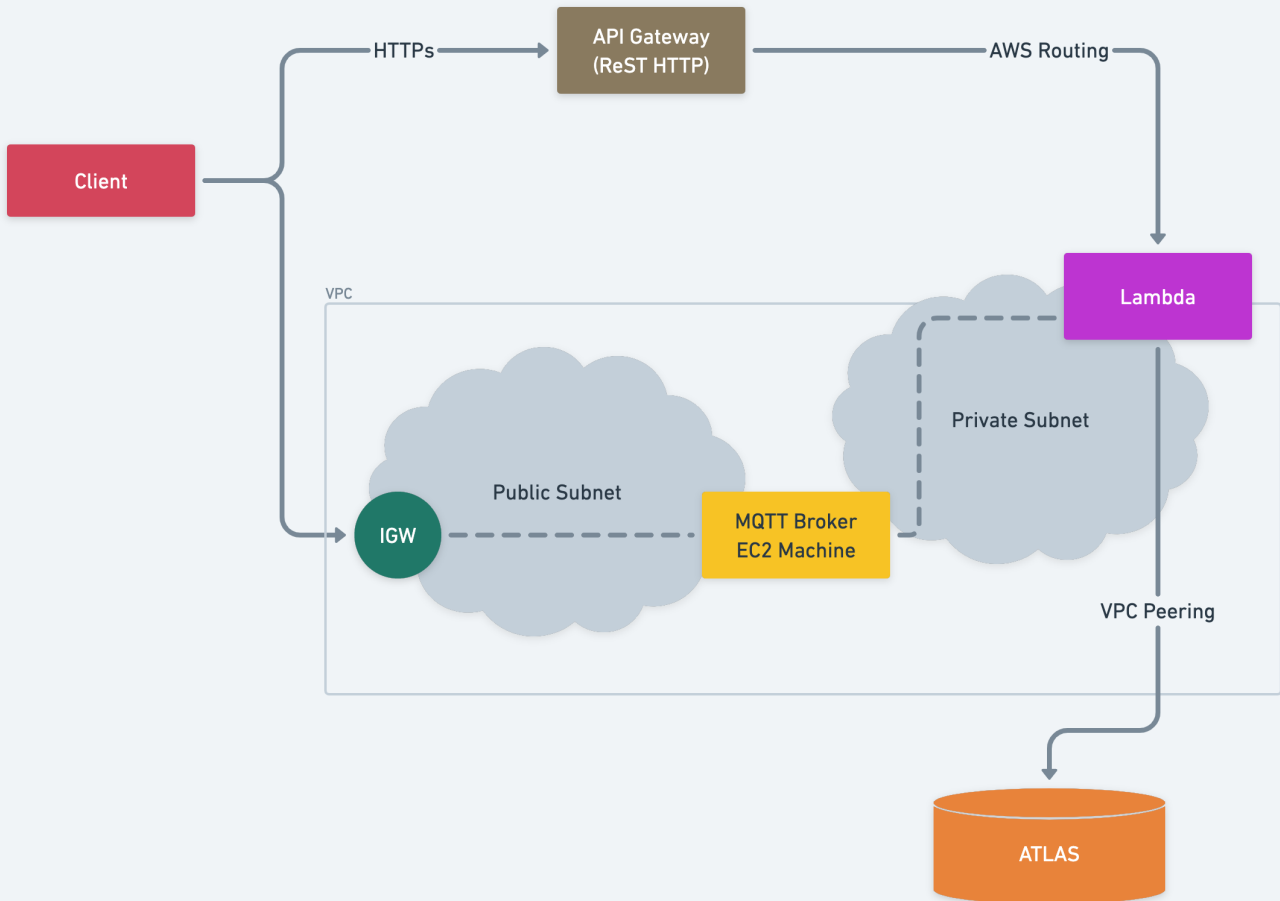 HTTPs
API Gateway
(ReST HTTP)
AWS Routing
Client
VPC
Lambda
Private Subnet
Public Subnet
IGW
MQTT Broker
EC2 Machine
VPC Peering
ATLAS